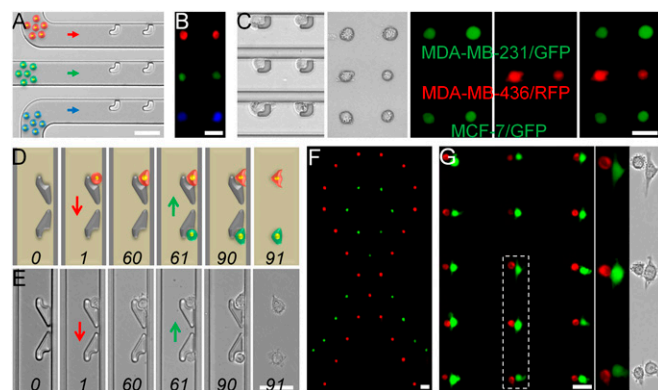 A
B
C
MDA-MB-231/GFP
MDA-MB-436/RFP
MCF-7/GFP
D
0
1
60
61
90
91
E
0
1
60
61
90
91
F
G